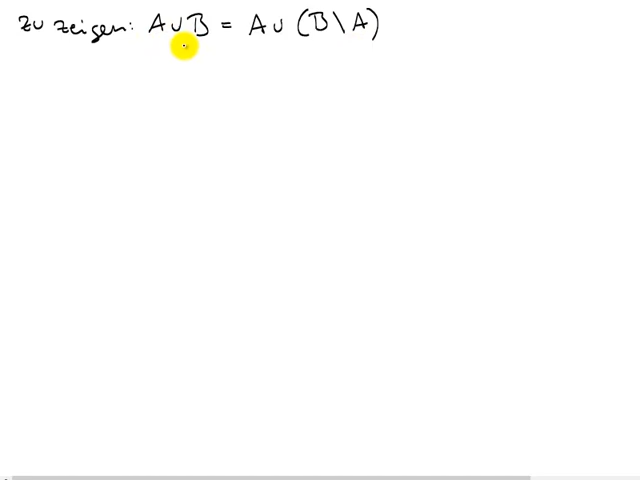 zu zeigen: A∪B = A∪ (B\A)